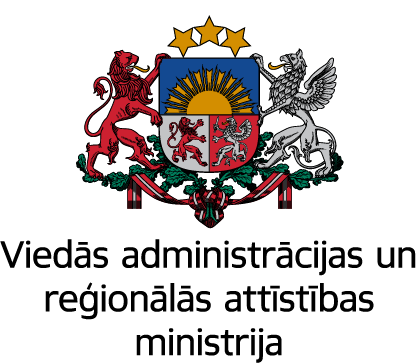 Viedās administrācijas un
reģionālās attīstības
ministrija